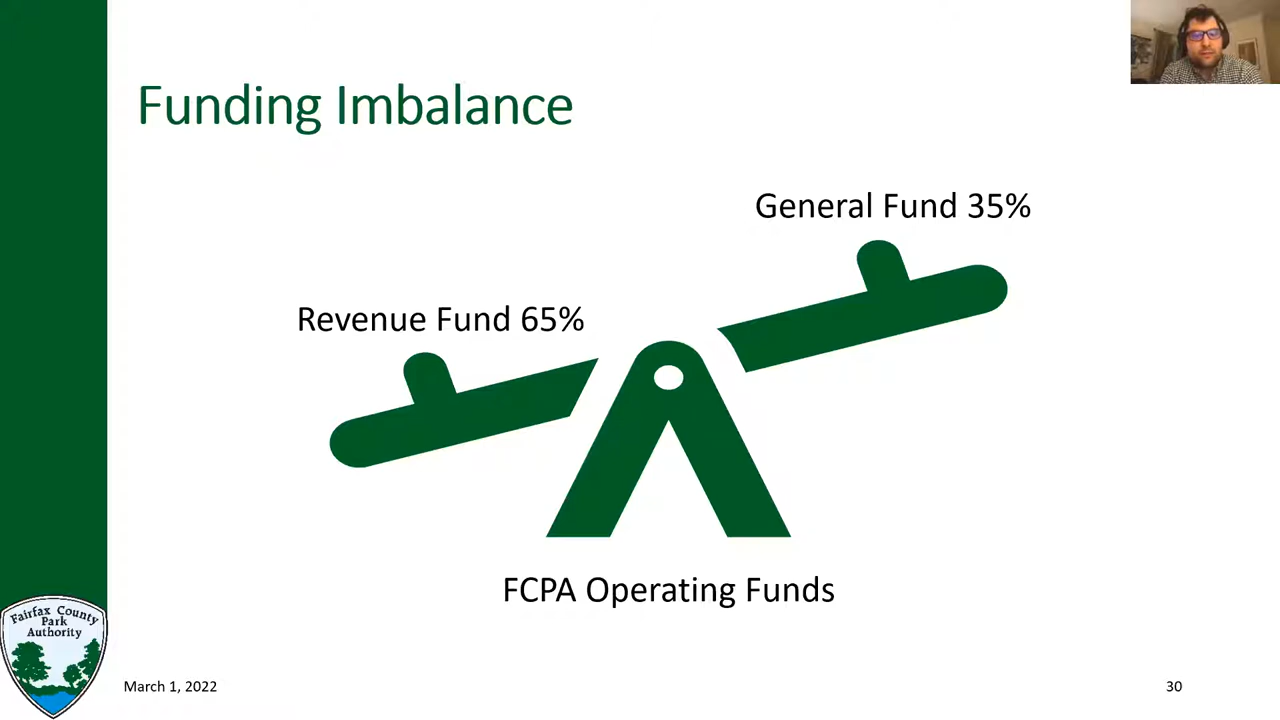 Funding Imbalance
General Fund 35%
Revenue Fund 65%
FCPA Operating Funds
Fairfax County
Park
Authority
March 1, 2022
30